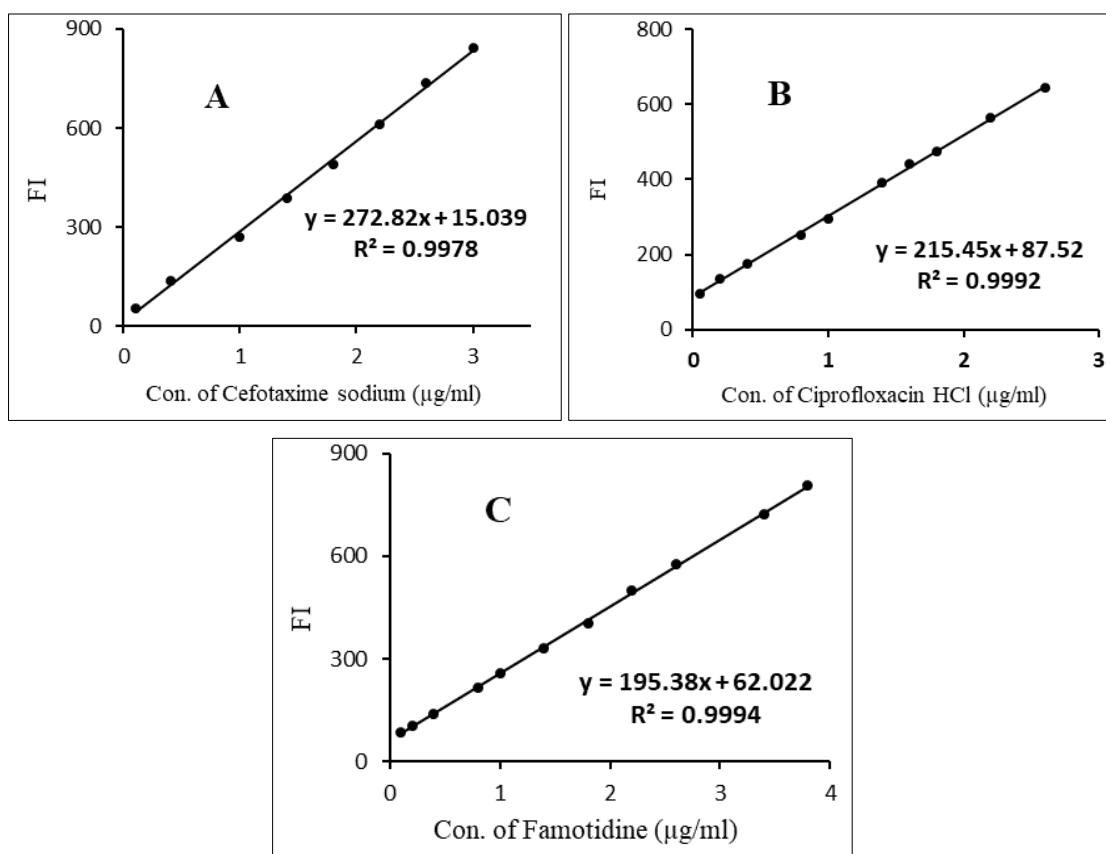 900
600
300
0
FI
A
y = 272.82x + 15.039
R² = 0.9978
0 1 2 3
Con. of Cefotaxime sodium (µg/ml)
800
600
400
200
0
FI
B
y = 215.45x + 87.52
R² = 0.9992
0 1 2 3
Con. of Ciprofloxacin HCl (µg/ml)
900
600
300
0
FI
C
y = 195.38x + 62.022
R² = 0.9994
0 1 2 3 4
Con. of Famotidine (µg/ml)